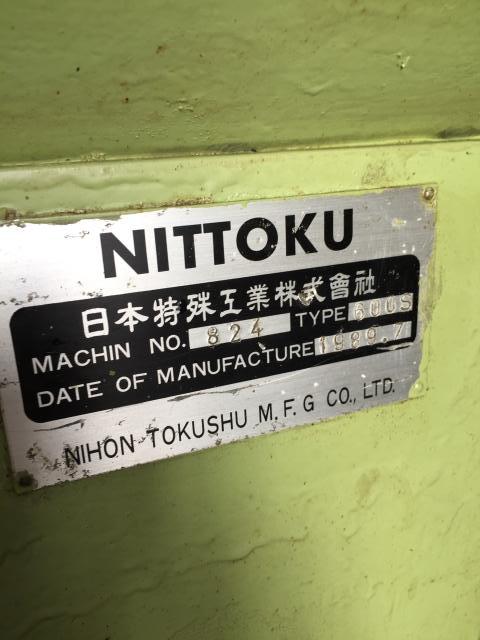 NITTOKU
日本特殊工業株式會社
MACHIN NO. 824 TYPE 600S
DATE OF MANUFACTURE 1989.7
NIHON TOKUSHU M.F.G CO., LTD.